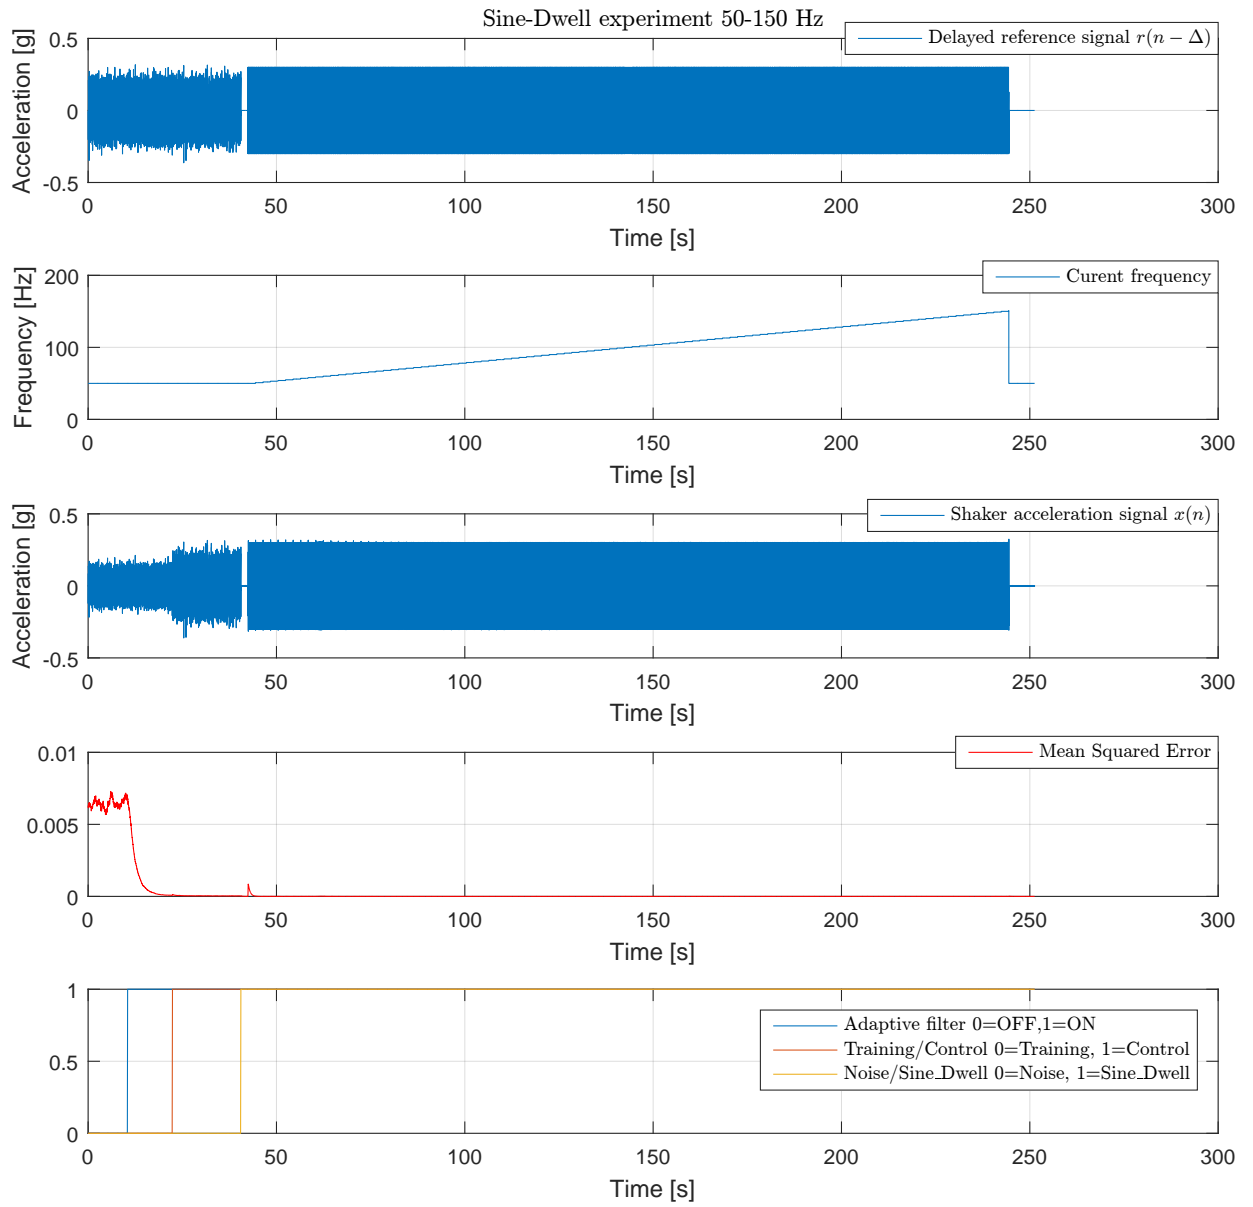 Sine-Dwell experiment 50-150 Hz
Delayed reference signal r(n − Δ)
Acceleration [g]
0.5
0
-0.5
0 50 100 150 200 250 300
Time [s]
Curent frequency
Frequency [Hz]
200
100
0
0 50 100 150 200 250 300
Time [s]
Shaker acceleration signal x(n)
Acceleration [g]
0.5
0
-0.5
0 50 100 150 200 250 300
Time [s]
Mean Squared Error
0.01
0.005
0
0 50 100 150 200 250 300
Time [s]
1
0.5
0
Adaptive filter 0=OFF,1=ON
Training/Control 0=Training, 1=Control
Noise/Sine_Dwell 0=Noise, 1=Sine_Dwell
0 50 100 150 200 250 300
Time [s]